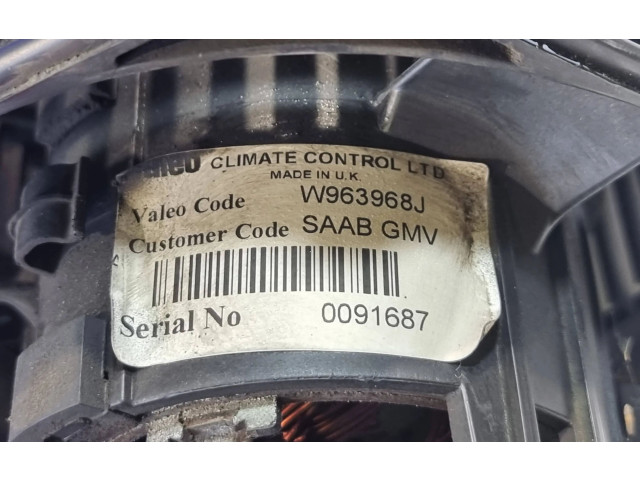 CLIMATE CONTROL LTD
MADE IN U.K.
Valeo Code W963968J
Customer Code SAAB GMV
Serial No 0091687